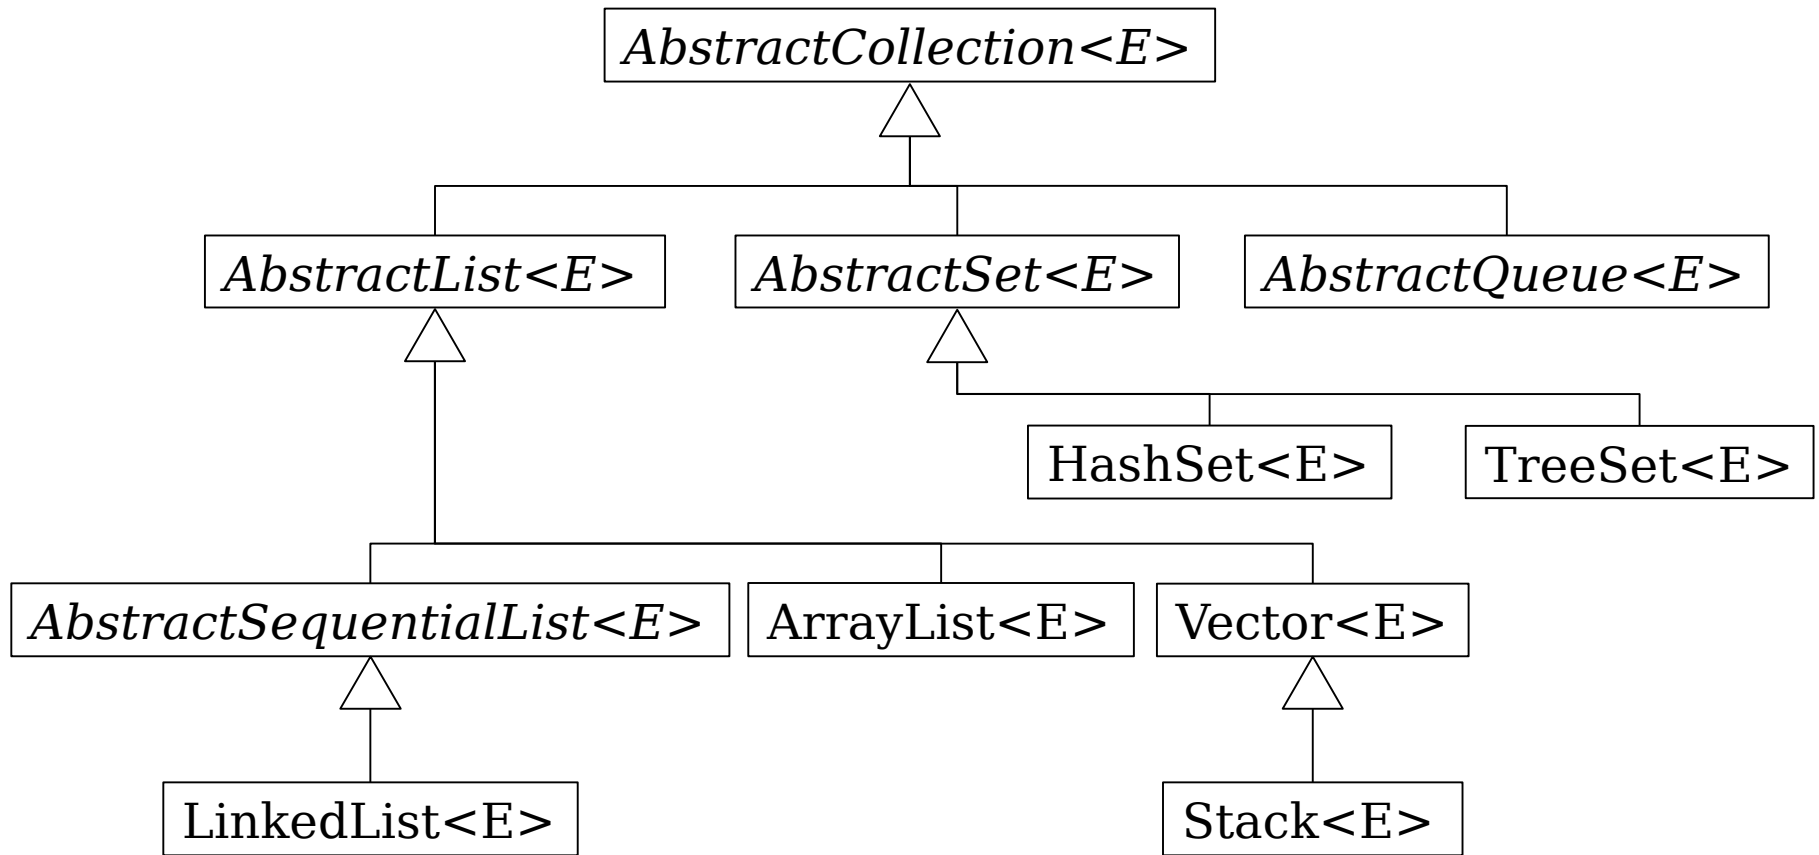 AbstractCollection<E>
AbstractList<E>
AbstractSet<E>
AbstractQueue<E>
HashSet<E>
TreeSet<E>
AbstractSequentialList<E>
ArrayList<E>
Vector<E>
LinkedList<E>
Stack<E>